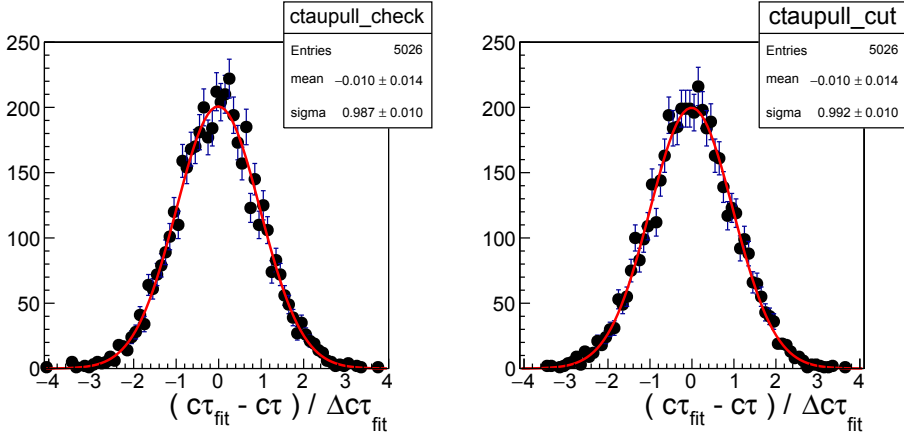 ctaupull_check
Entries 5026
mean −0.010 ± 0.014
sigma 0.987 ± 0.010
250
200
150
100
50
0
−4 −3 −2 −1 0 1 2 3 4
( cτfit - cτ ) / Δcτfit
ctaupull_cut
Entries 5026
mean −0.010 ± 0.014
sigma 0.992 ± 0.010
250
200
150
100
50
0
−4 −3 −2 −1 0 1 2 3 4
( cτfit - cτ ) / Δcτfit